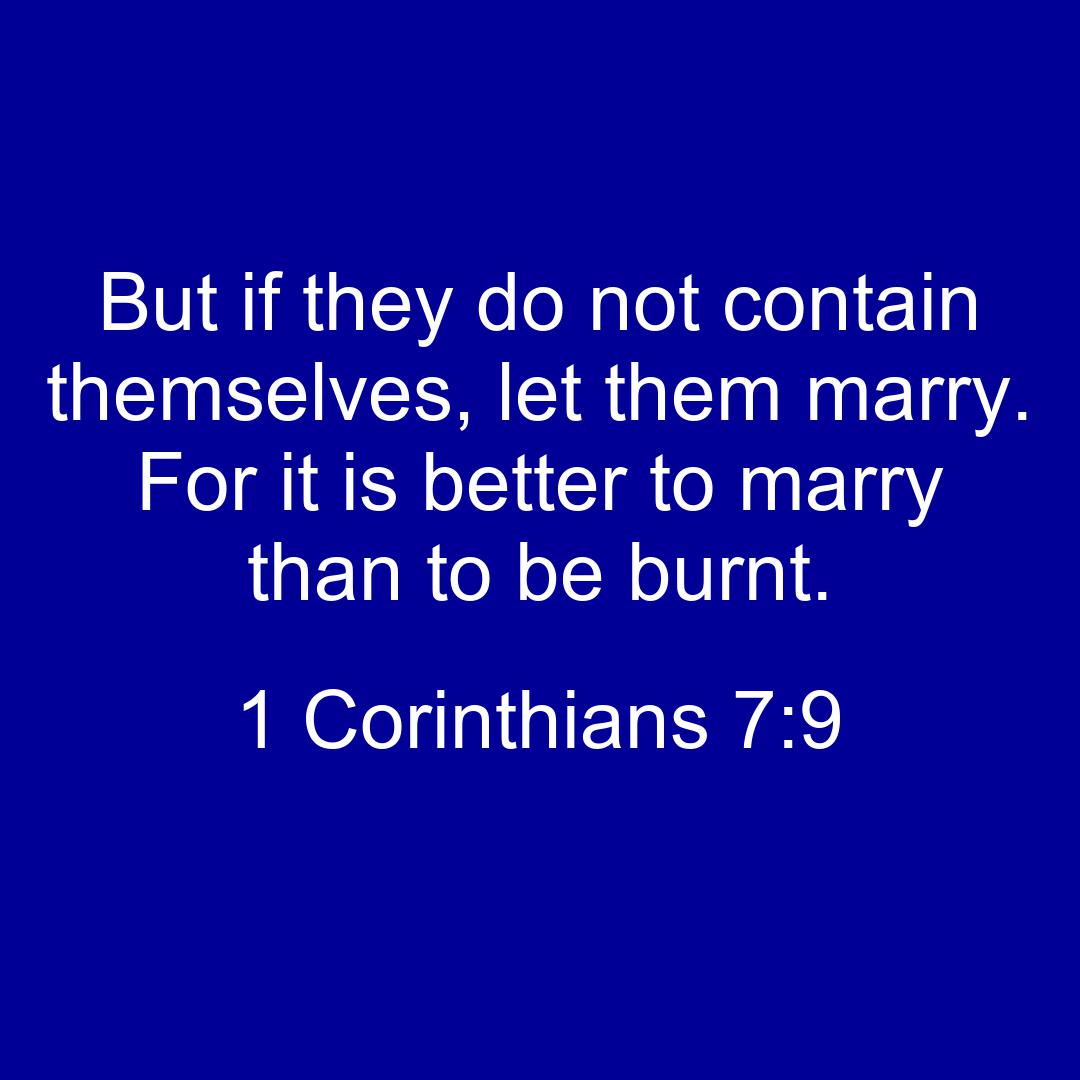 But if they do not contain
themselves, let them marry.
For it is better to marry
than to be burnt.
1 Corinthians 7:9